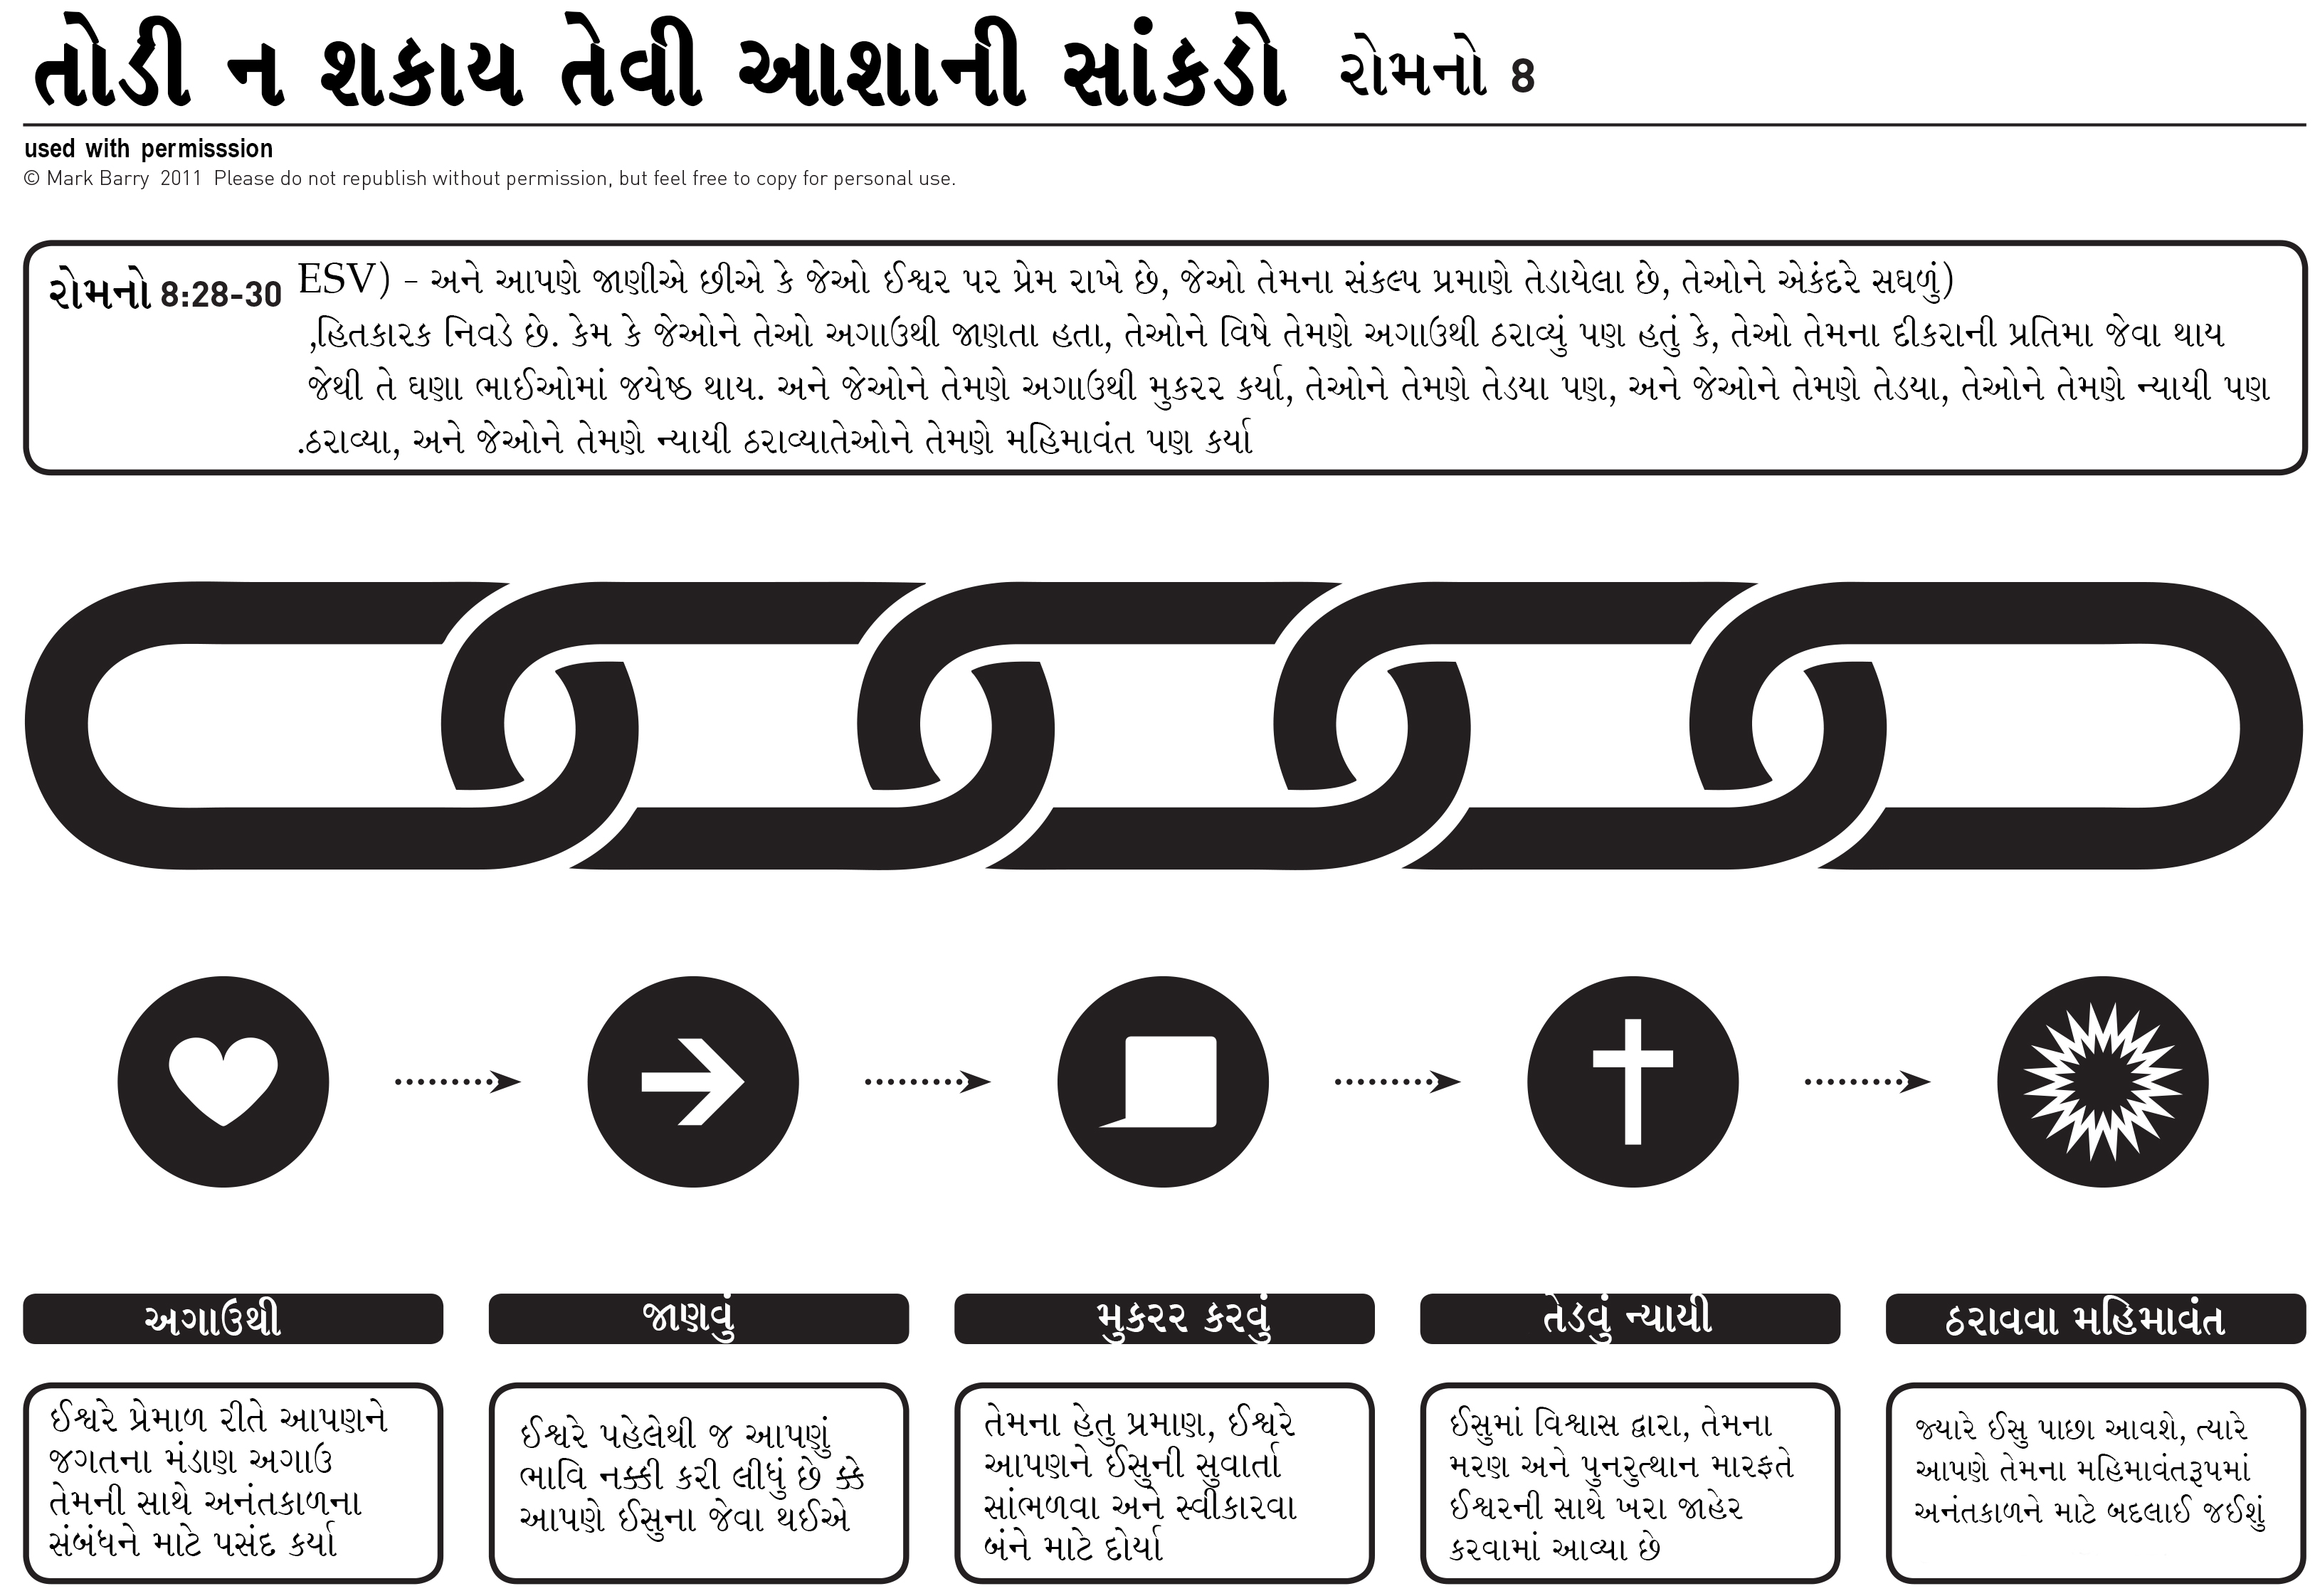 તોડી ન શકાય તેવી આશાની સાંકડો રોમનો 8
used with permisssion
© Mark Barry 2011 Please do not republish without permission, but feel free to copy for personal use.
રોમનો 8:28-30 ESV) – અને આપણે જાણીએ છીએ કે જેઓ ઈશ્વર પર પ્રેમ રાખે છે, જેઓ તેમના સંકલ્પ પ્રમાણે તેડાયેલા છે, તેઓને એકંદરે સઘળું)
,હિતકારક નિવડે છે. કેમ કે જેઓને તેઓ અગાઉથી જાણતા હતા, તેઓને વિષે તેમણે અગાઉથી ઠરાવ્યું પણ હતું કે, તેઓ તેમના દીકરાની પ્રતિમા જેવા થાય
જેથી તે ઘણા ભાઈઓમાં જયેષ્ઠ થાય. અને જેઓને તેમણે અગાઉથી મુકરર કર્યા, તેઓને તેમણે તેડયા પણ, અને જેઓને તેમણે તેડયા, તેઓને તેમણે ન્યાયી પણ
.ઠરાવ્યા, અને જેઓને તેમણે ન્યાયી ઠરાવ્યાતેઓને તેમણે મહિમાવંત પણ કર્યા
અગાઉથી
જાણવું
મુકરર કરવું
તેડવું ન્યાયી
ઠરાવવા મહિમાવંત
ઈશ્વરે પ્રેમાળ રીતે આપણને
જગતના મંડાણ અગાઉ
તેમની સાથે અનંતકાળના
સંબંધને માટે પસંદ કર્યા
ઈશ્વરે પહેલેથી જ આપણું
ભાવિ નક્કી કરી લીધું છે ક્કે
આપણે ઈસુના જેવા થઈએ
તેમના હેતુ પ્રમાણ, ઈશ્વરે
આપણને ઈસુની સુવાર્તા
સાંભળવા અને સ્વીકારવા
બંને માટે દોર્યા
ઈસુમાં વિશ્વાસ દ્વારા, તેમના
મરણ અને પુનરુત્થાન મારફતે
ઈશ્વરની સાથે ખરા જાહેર
કરવામાં આવ્યા છે
જ્યારે ઈસુ પાછા આવશે, ત્યારે
આપણે તેમના મહિમાવંતરૂપમાં
અનંતકાળને માટે બદલાઈ જઈશું